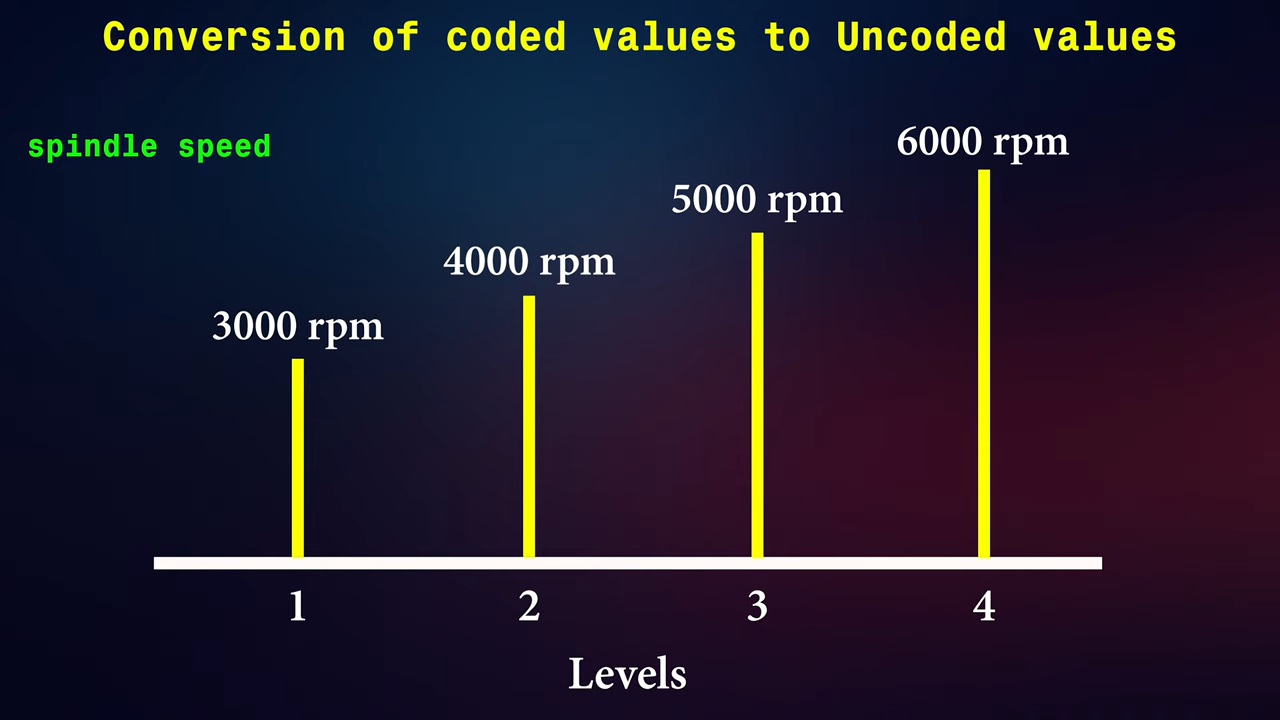 Conversion of coded values to Uncoded values
spindle speed
6000 rpm
5000 rpm
4000 rpm
3000 rpm
1 2 3 4
Levels